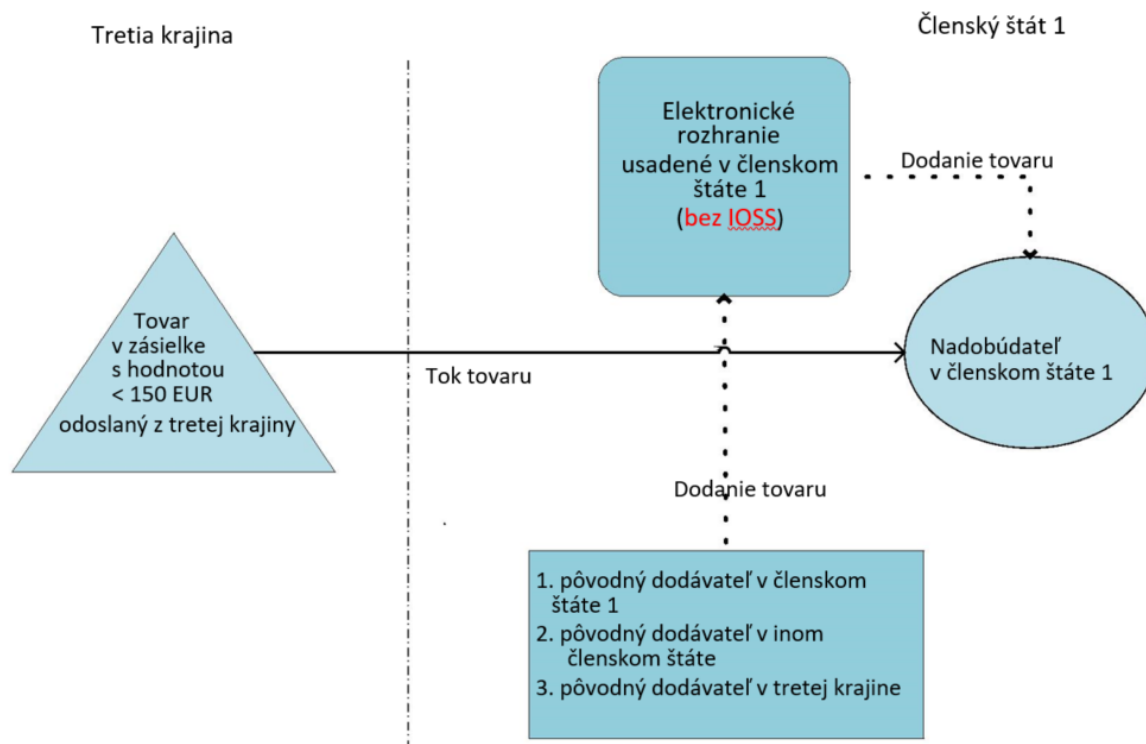 Tretia krajina
Členský štát 1
Elektronické
rozhranie
usadené v členskom
štáte 1
(bez IOSS)
Dodanie tovaru
Tovar
v zásielke
s hodnotou
< 150 EUR
odoslaný z tretej krajiny
Tok tovaru
Nadobúdateľ
v členskom štáte 1
Dodanie tovaru
1. pôvodný dodávateľ v členskom
štáte 1
2. pôvodný dodávateľ v inom
členskom štáte
3. pôvodný dodávateľ v tretej krajine